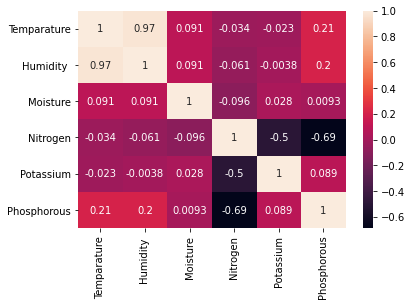 Temparature 1 0.97 0.091 -0.034 -0.023 0.21
Humidity 0.97 1 0.091 -0.061 -0.0038 0.2
Moisture 0.091 0.091 1 -0.096 0.028 0.0093
Nitrogen -0.034 -0.061 -0.096 1 -0.5 -0.69
Potassium -0.023 -0.0038 0.028 -0.5 1 0.089
Phosphorous 0.21 0.2 0.0093 -0.69 0.089 1
Temparature
Humidity
Moisture
Nitrogen
Potassium
Phosphorous
1.0
0.8
0.6
0.4
0.2
0.0
-0.2
-0.4
-0.6